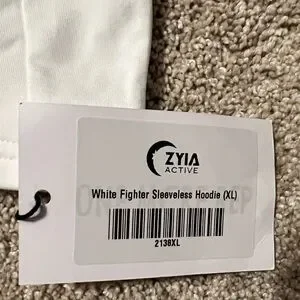 ZYIA
ACTIVE
White Fighter Sleeveless Hoodie (XL)
2138XL